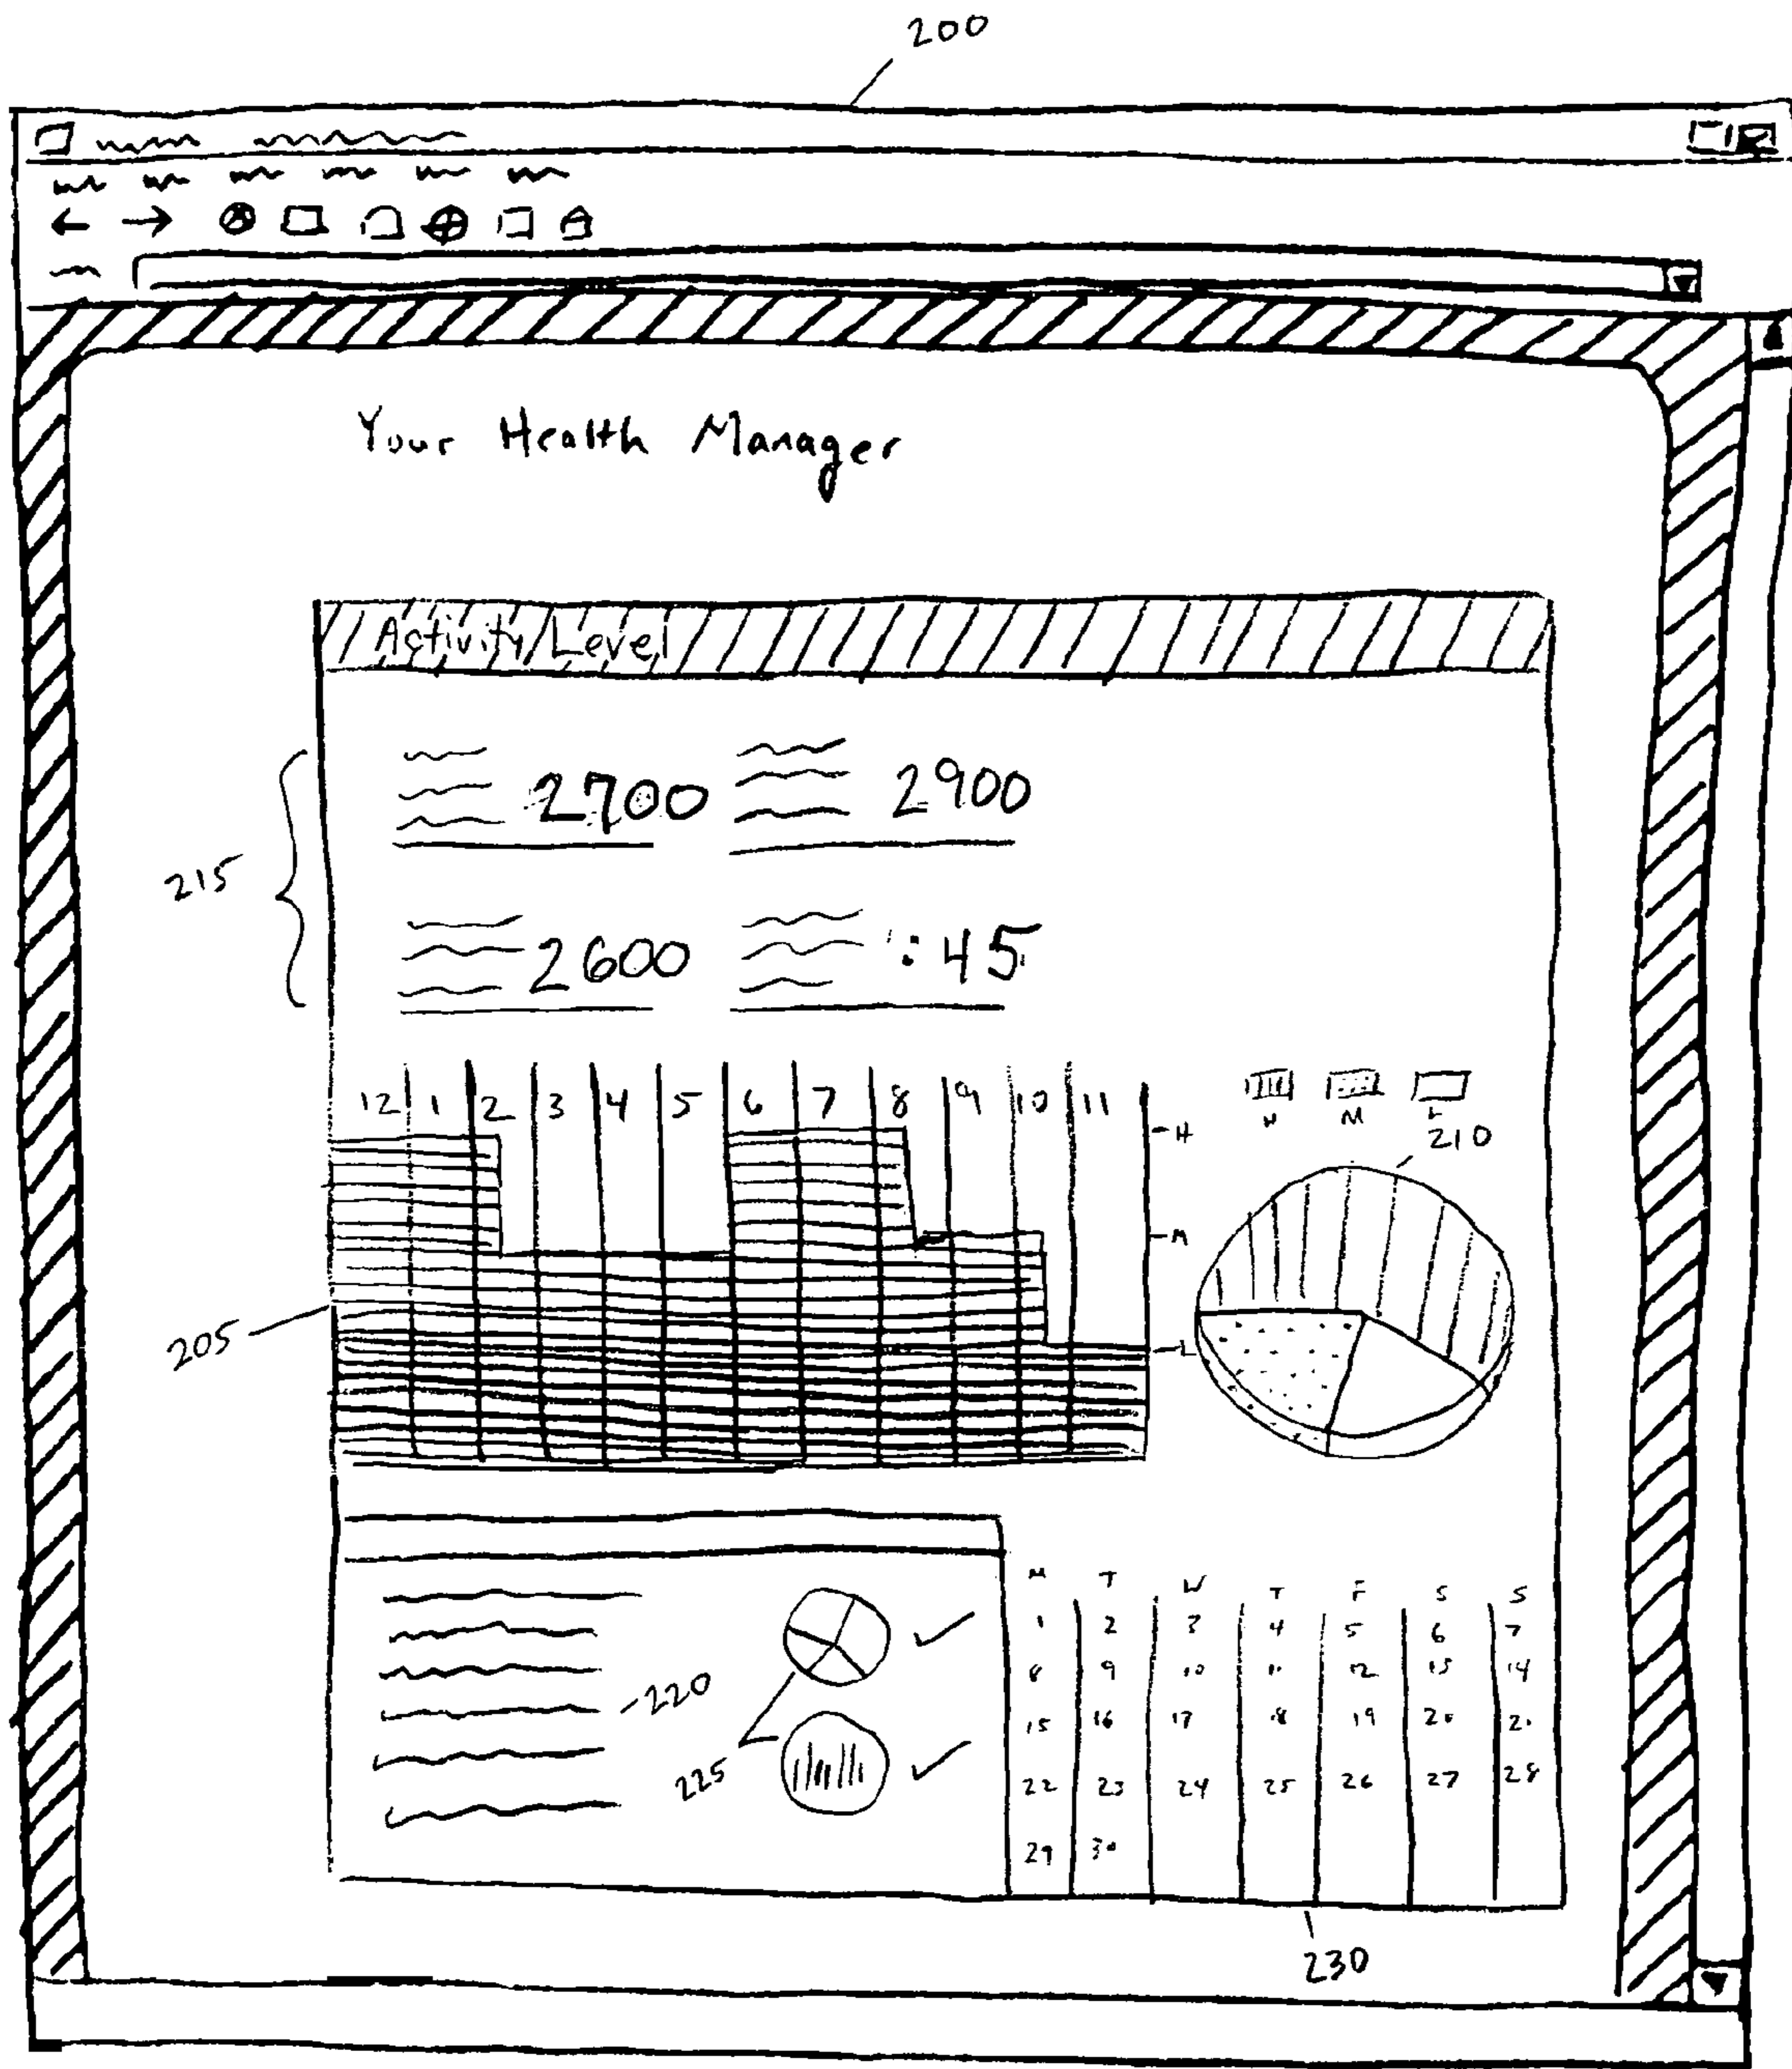 200
Your Health Manager
Activity Level
2700 2900
215
2600 :45
12 1 2 3 4 5 6 7 8 9 10 11
H M L
H
210
M
L
205
M T W T F S S
1 2 3 4 5 6 7
8 9 10 11 12 13 14
220
15 16 17 18 19 20 21
225
22 23 24 25 26 27 28
29 30
230